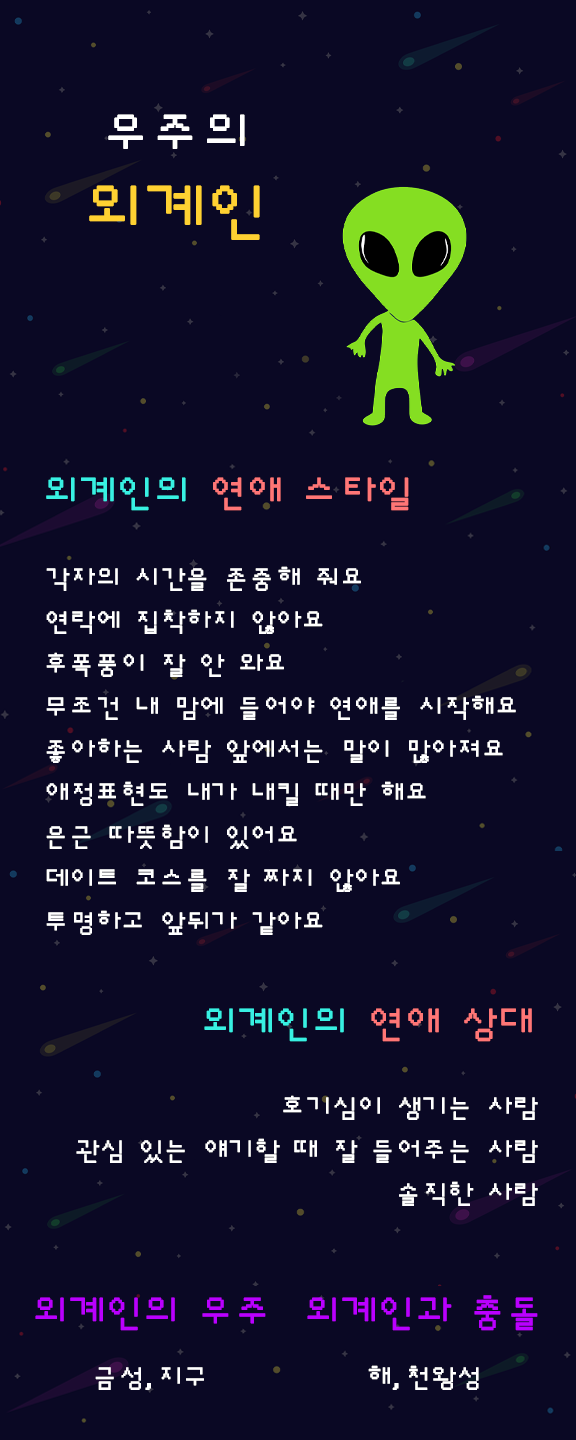 우주의
외계인
외계인의 연애 스타일
각자의 시간을 존중해 줘요
연락에 집착하지 않아요
후폭풍이 잘 안 와요
무조건 내 맘에 들어야 연애를 시작해요
좋아하는 사람 앞에서는 말이 많아져요
애정표현도 내가 내킬 때만 해요
은근 따뜻함이 있어요
데이트 코스를 잘 짜지 않아요
투명하고 앞뒤가 같아요
외계인의 연애 상대
호기심이 생기는 사람
관심 있는 얘기할 때 잘 들어주는 사람
솔직한 사람
외계인의 우주 외계인과 충돌
금성, 지구 해, 천왕성